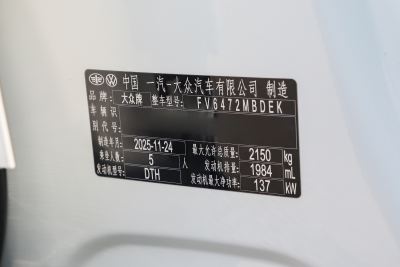 中国 一汽-大众汽车有限公司 制造
品牌: 大众牌 整车型号: FV6472MBDEK
车辆识
别代号:
制造年月: 2025-11-24 最大允许总质量: 2150 kg
乘坐人数: 5 人 发动机排量: 1984 mL
发动机型号: DTH 发动机最大净功率: 137 kW